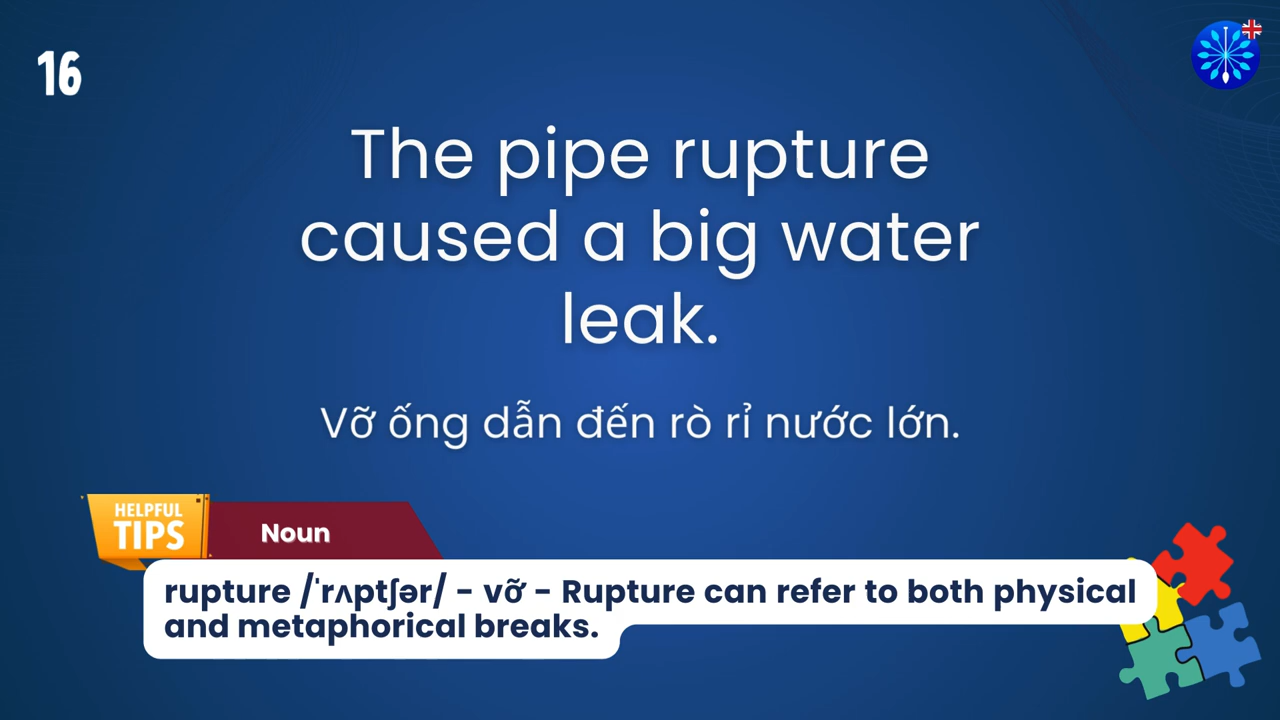 16
The pipe rupture
caused a big water
leak.
Vỡ ống dẫn đến rò rỉ nước lớn.
HELPFUL
TIPS
Noun
rupture /ˈrʌptʃər/ - vỡ - Rupture can refer to both physical
and metaphorical breaks.